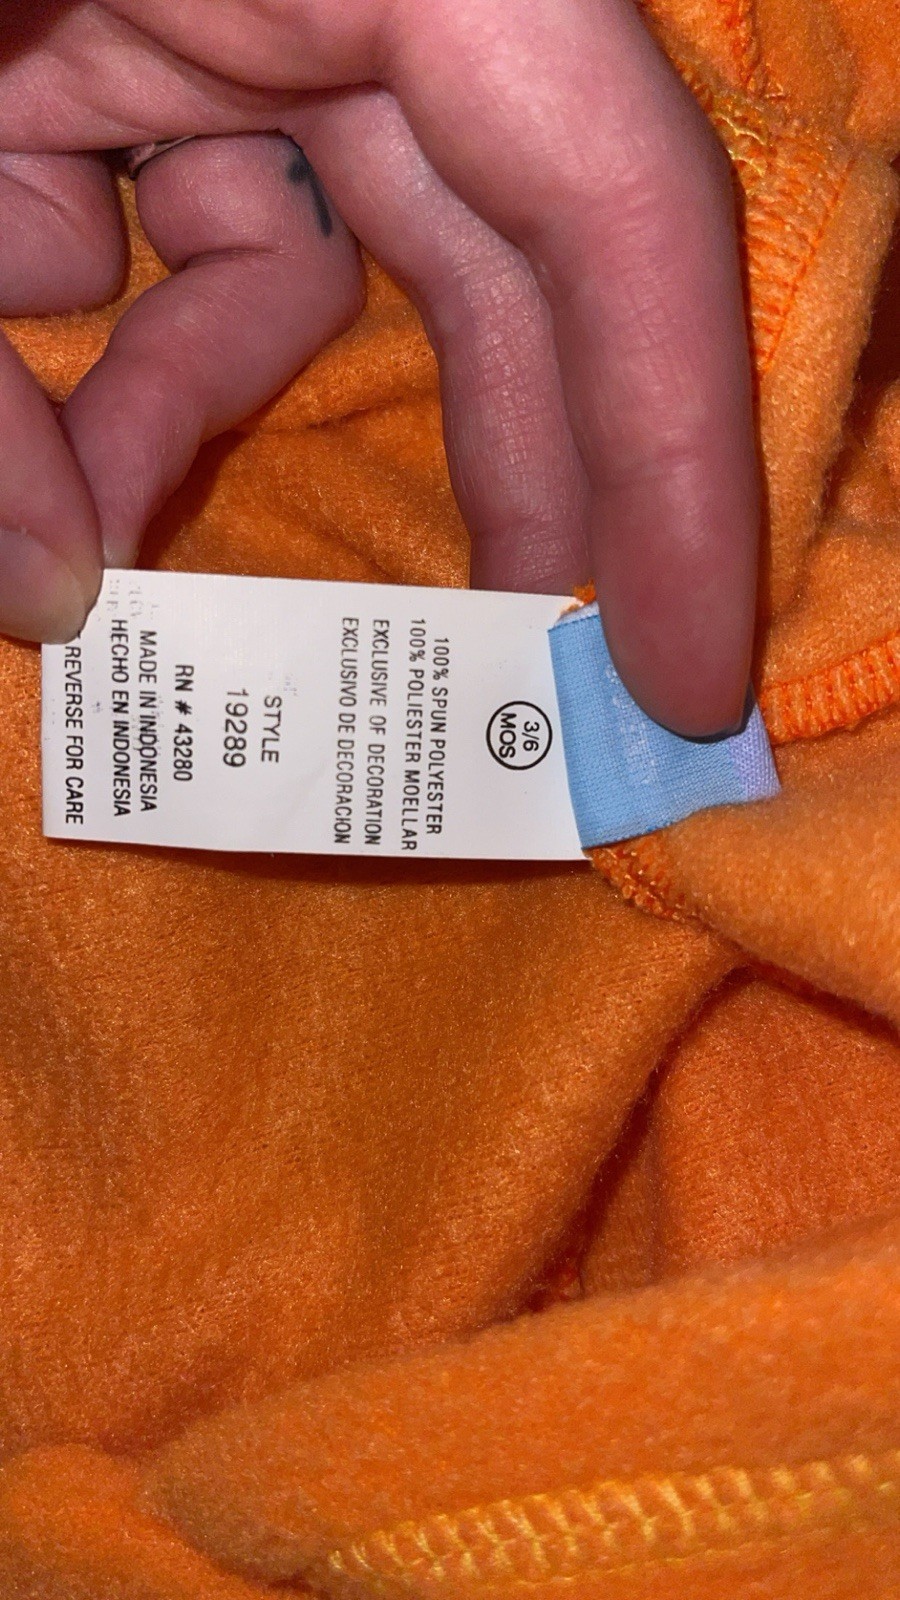 3/6
MOS
100% SPUN POLYESTER
100% POLIESTER MOELLAR
EXCLUSIVE OF DECORATION
EXCLUSIVO DE DECORACION
STYLE
19289
RN # 43280
MADE IN INDONESIA
HECHO EN INDONESIA
REVERSE FOR CARE